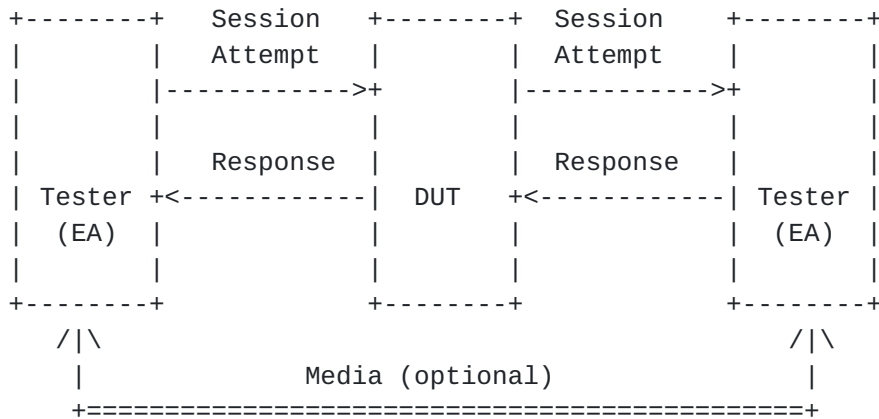 Session Session
Attempt Attempt
Response Response
Tester DUT Tester
(EA) (EA)
Media (optional)